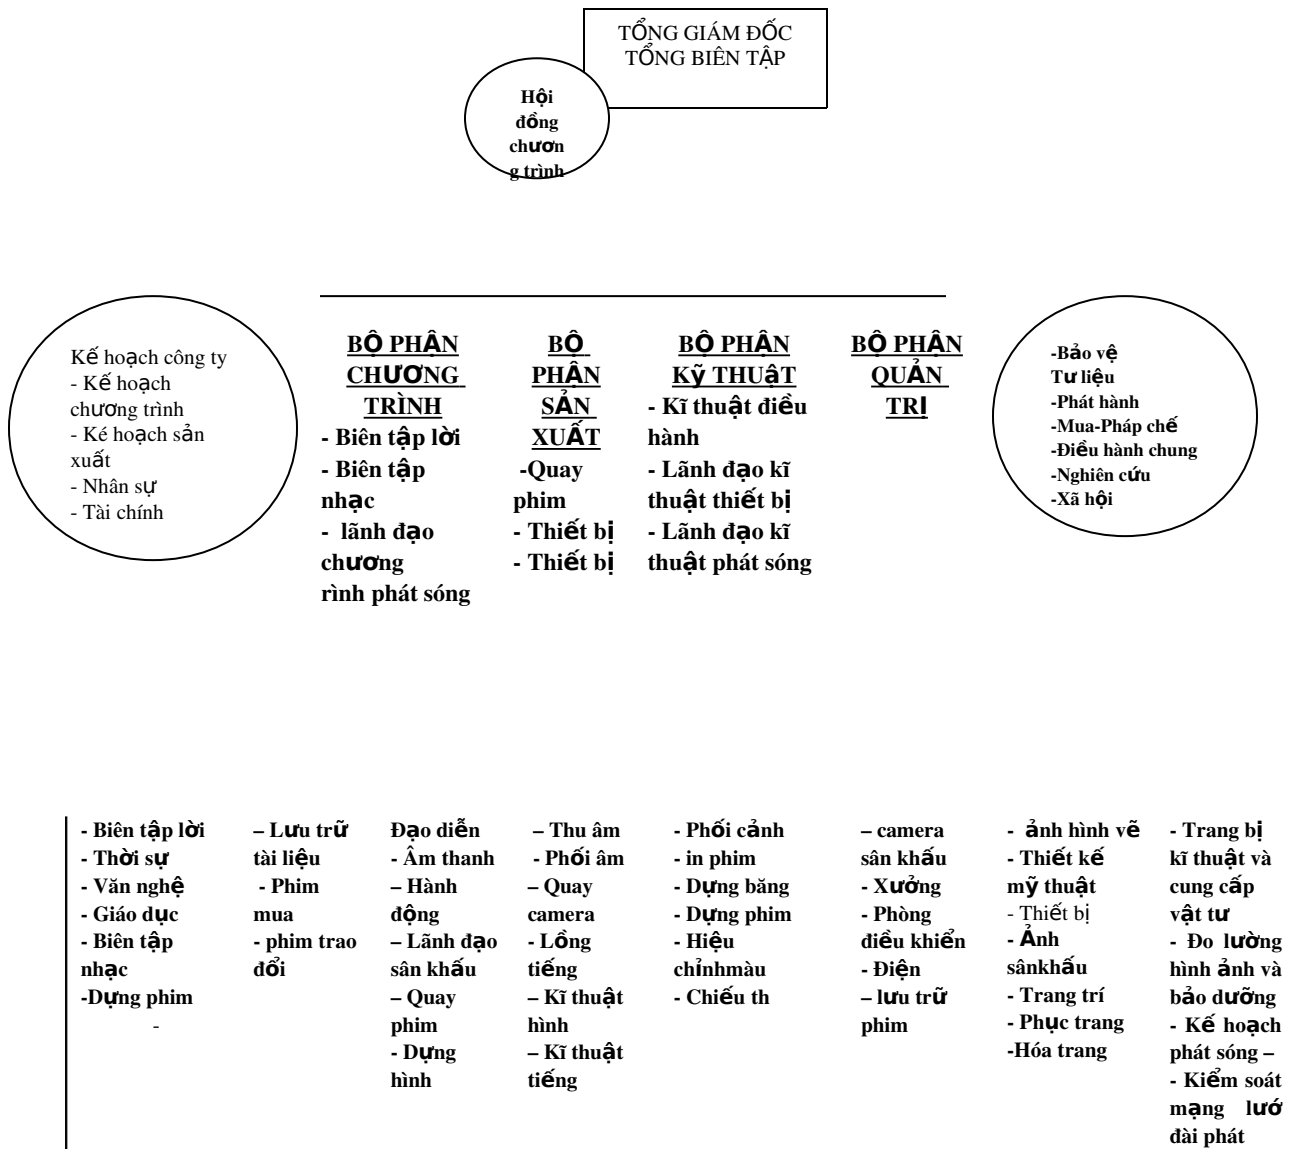 TỔNG GIÁM ĐỐC
TỔNG BIÊN TẬP
Hội
đồng
chươn
g trình
Kế hoạch công ty
- Kế hoạch
chương trình
- Ké hoạch sản
xuất
- Nhân sự
- Tài chính
BỘ PHẬN
CHƯƠNG
TRÌNH
- Biên tập lời
- Biên tập
nhạc
- lãnh đạo
chương
rình phát sóng
BỘ
PHẬN
SẢN
XUẤT
-Quay
phim
- Thiết bị
- Thiết bị
BỘ PHẬN
Kỹ THUậT
- Kĩ thuật điều
hành
- Lãnh đạo kĩ
thuật thiết bị
- Lãnh đạo kĩ
thuật phát sóng
BỘ PHẬN
QUẢN
TRỊ
-Bảo vệ
Tư liệu
-Phát hành
-Mua-Pháp chế
-Điều hành chung
-Nghiên cứu
-Xã hội
- Biên tập lời
- Thời sự
- Văn nghệ
- Giáo dục
- Biên tập
nhạc
-Dựng phim
-
– Lưu trữ
tài liệu
- Phim
mua
- phim trao
đổi
Đạo diễn
- Âm thanh
– Hành
động
– Lãnh đạo
sân khấu
– Quay
phim
- Dựng
hình
– Thu âm
- Phối âm
– Quay
camera
- Lồng
tiếng
– Kĩ thuật
hình
– Kĩ thuật
tiếng
- Phối cảnh
- in phim
- Dựng băng
- Dựng phim
- Hiệu
chỉnhmàu
- Chiếu th
– camera
sân khấu
- Xưởng
- Phòng
điều khiển
- Điện
– lưu trữ
phim
- ảnh hình vẽ
- Thiết kế
mỹ thuật
- Thiết bị
- Ảnh
sânkhấu
- Trang trí
- Phục trang
-Hóa trang
- Trang bị
kĩ thuật và
cung cấp
vật tư
- Đo lường
hình ảnh và
bảo dưỡng
- Kế hoạch
phát sóng –
- Kiểm soát
mạng lướ
đài phát